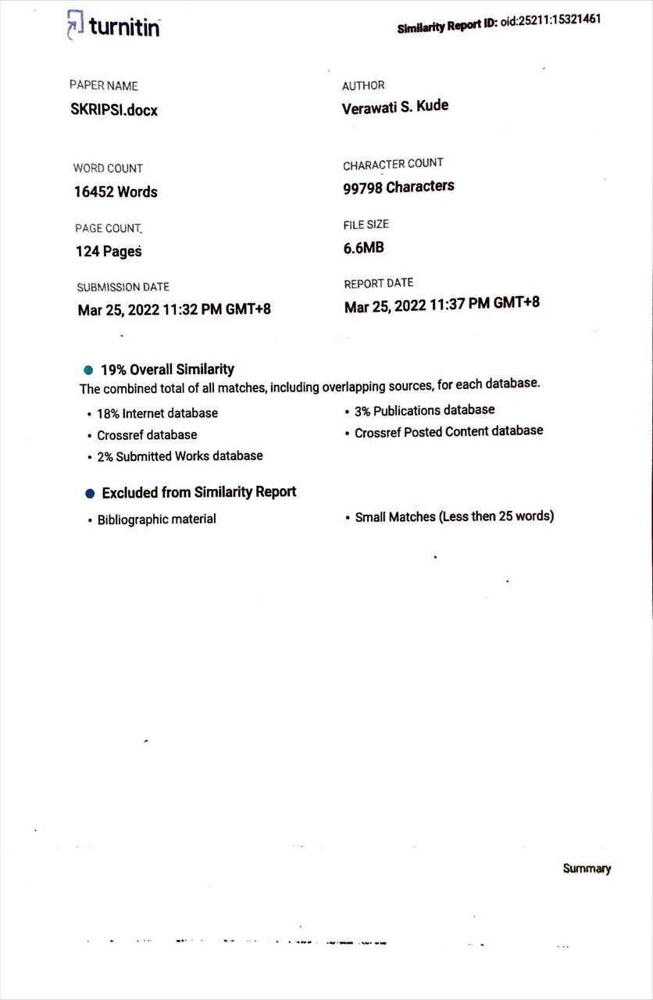 turnitin
Similarity Report ID: oid:25211:15321461
PAPER NAME
AUTHOR
SKRIPSI.docx
Verawati S. Kude
WORD COUNT
CHARACTER COUNT
16452 Words
99798 Characters
PAGE COUNT
FILE SIZE
124 Pages
6.6MB
SUBMISSION DATE
REPORT DATE
Mar 25, 2022 11:32 PM GMT+8
Mar 25, 2022 11:37 PM GMT+8
● 19% Overall Similarity
The combined total of all matches, including overlapping sources, for each database.
• 18% Internet database
• 3% Publications database
• Crossref database
• Crossref Posted Content database
• 2% Submitted Works database
● Excluded from Similarity Report
• Bibliographic material
• Small Matches (Less then 25 words)
Summary